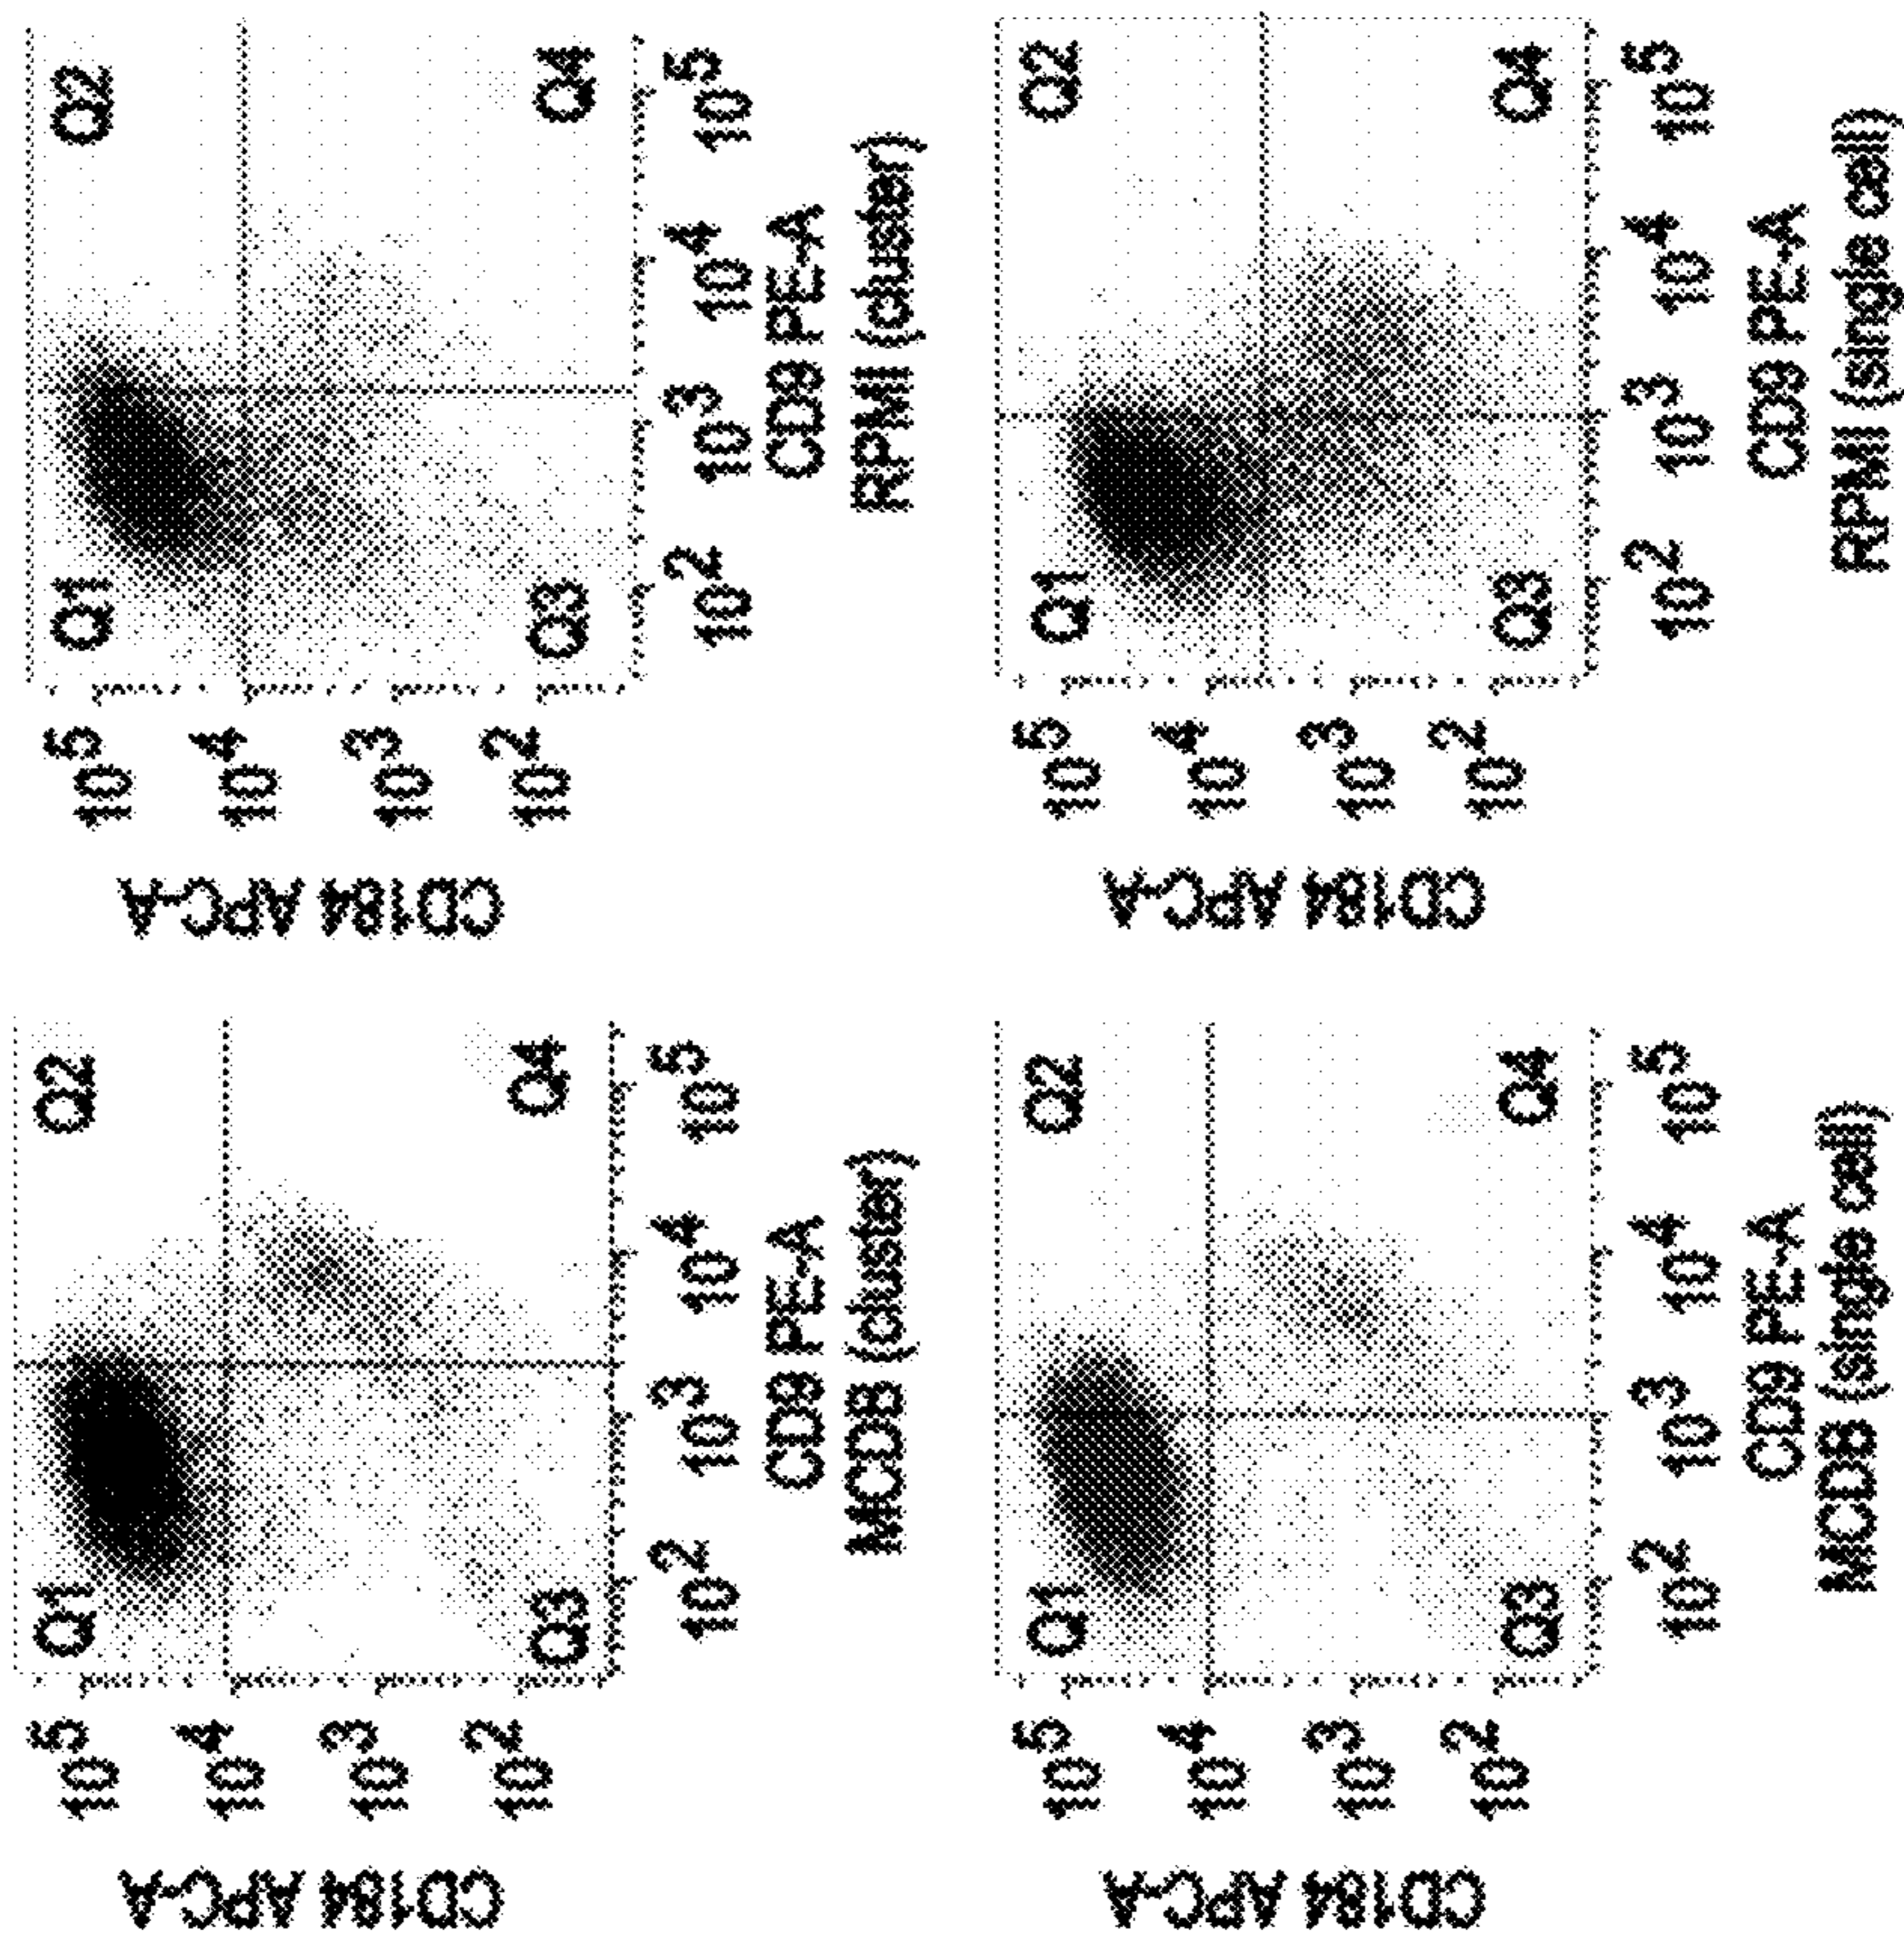 CD184 APC-A
10^5
10^4
10^3
10^2
Q1 Q2
Q3 Q4
10^2 10^3 10^4 10^5
CD9 PE-A
MCDB (cluster)
CD184 APC-A
10^5
10^4
10^3
10^2
Q1 Q2
Q3 Q4
10^2 10^3 10^4 10^5
CD9 PE-A
RPMI (cluster)
CD184 APC-A
10^5
10^4
10^3
10^2
Q1 Q2
Q3 Q4
10^2 10^3 10^4 10^5
CD9 PE-A
MCDB (single cell)
CD184 APC-A
10^5
10^4
10^3
10^2
Q1 Q2
Q3 Q4
10^2 10^3 10^4 10^5
CD9 PE-A
RPMI (single cell)